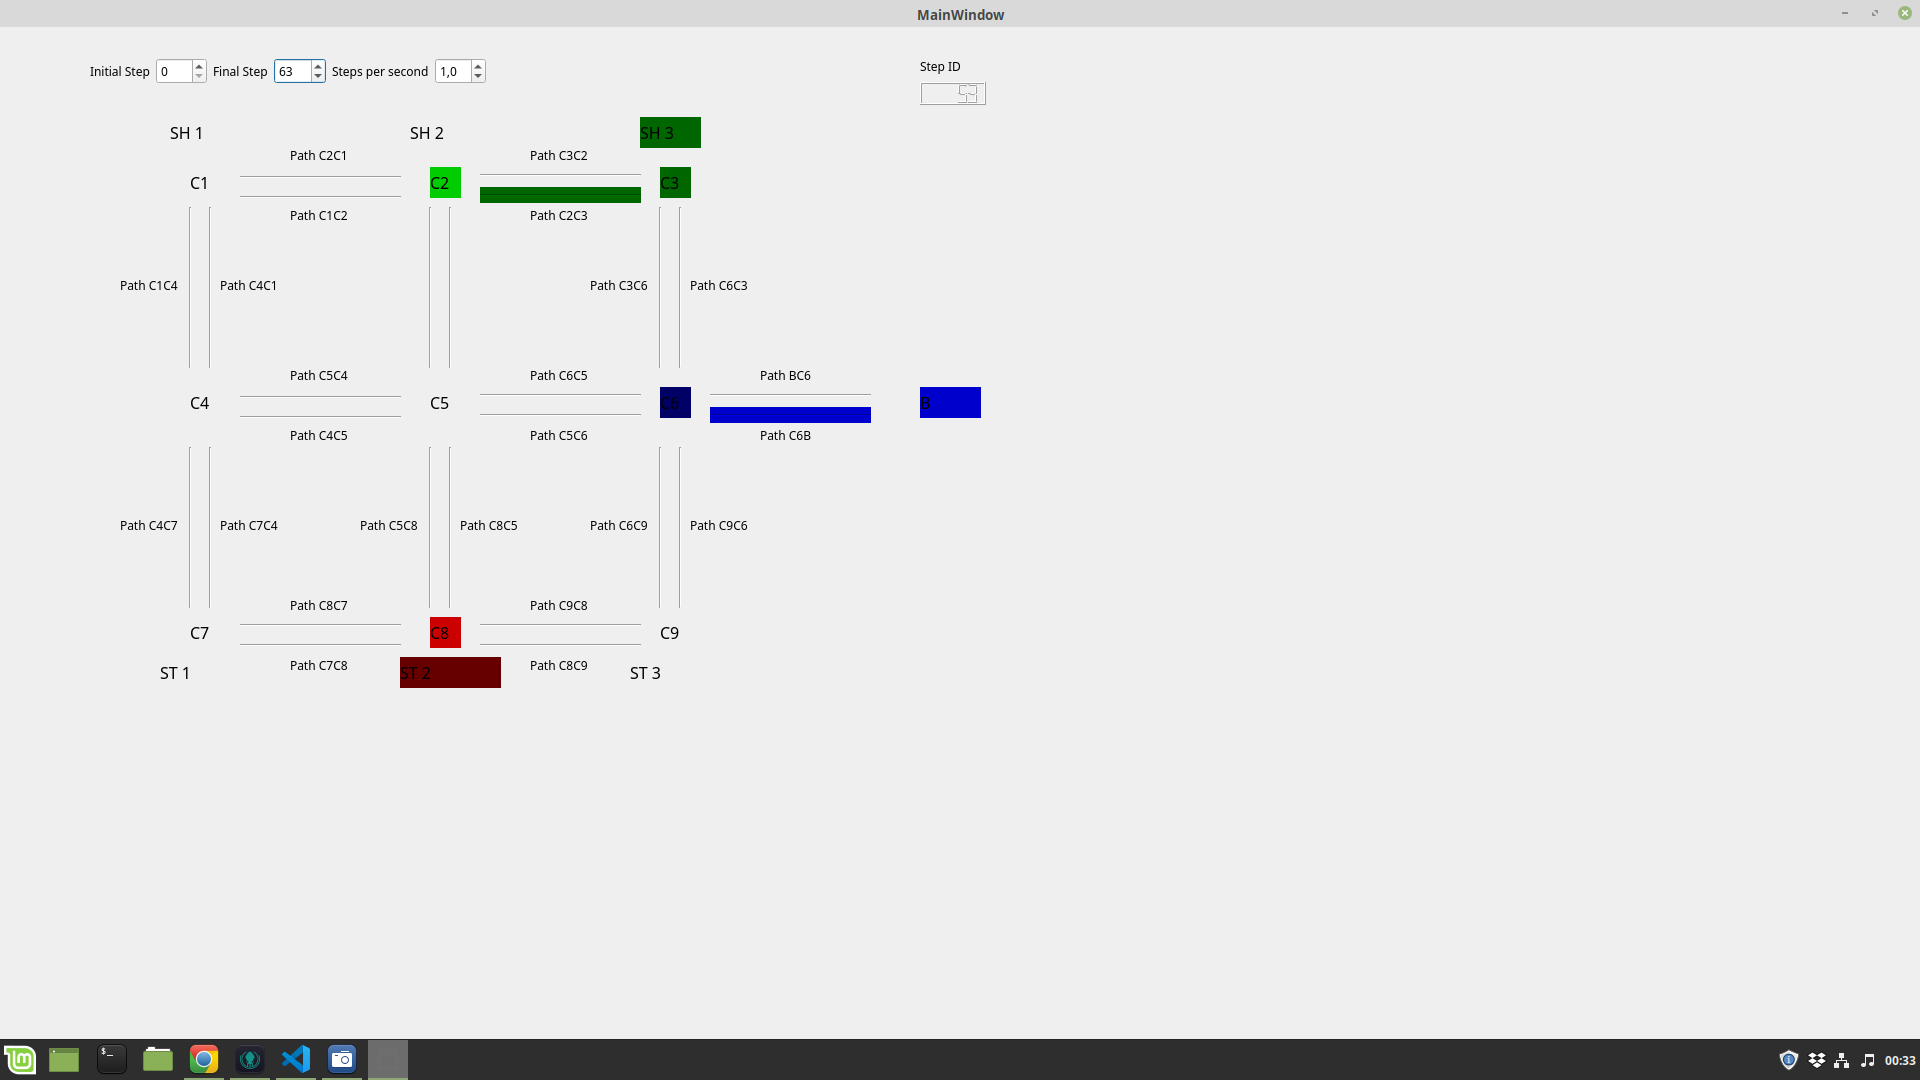 MainWindow
Initial Step 0 Final Step 63 Steps per second 1,0
Step ID
SH 1 SH 2 SH 3
Path C2C1 Path C3C2
C1 C2 C3
Path C1C2 Path C2C3
Path C1C4 Path C4C1 Path C3C6 Path C6C3
Path C5C4 Path C6C5 Path BC6
C4 C5 C6 B
Path C4C5 Path C5C6 Path C6B
Path C4C7 Path C7C4 Path C5C8 Path C8C5 Path C6C9 Path C9C6
Path C8C7 Path C9C8
C7 C8 C9
Path C7C8 Path C8C9
ST 1 ST 2 ST 3
00:33